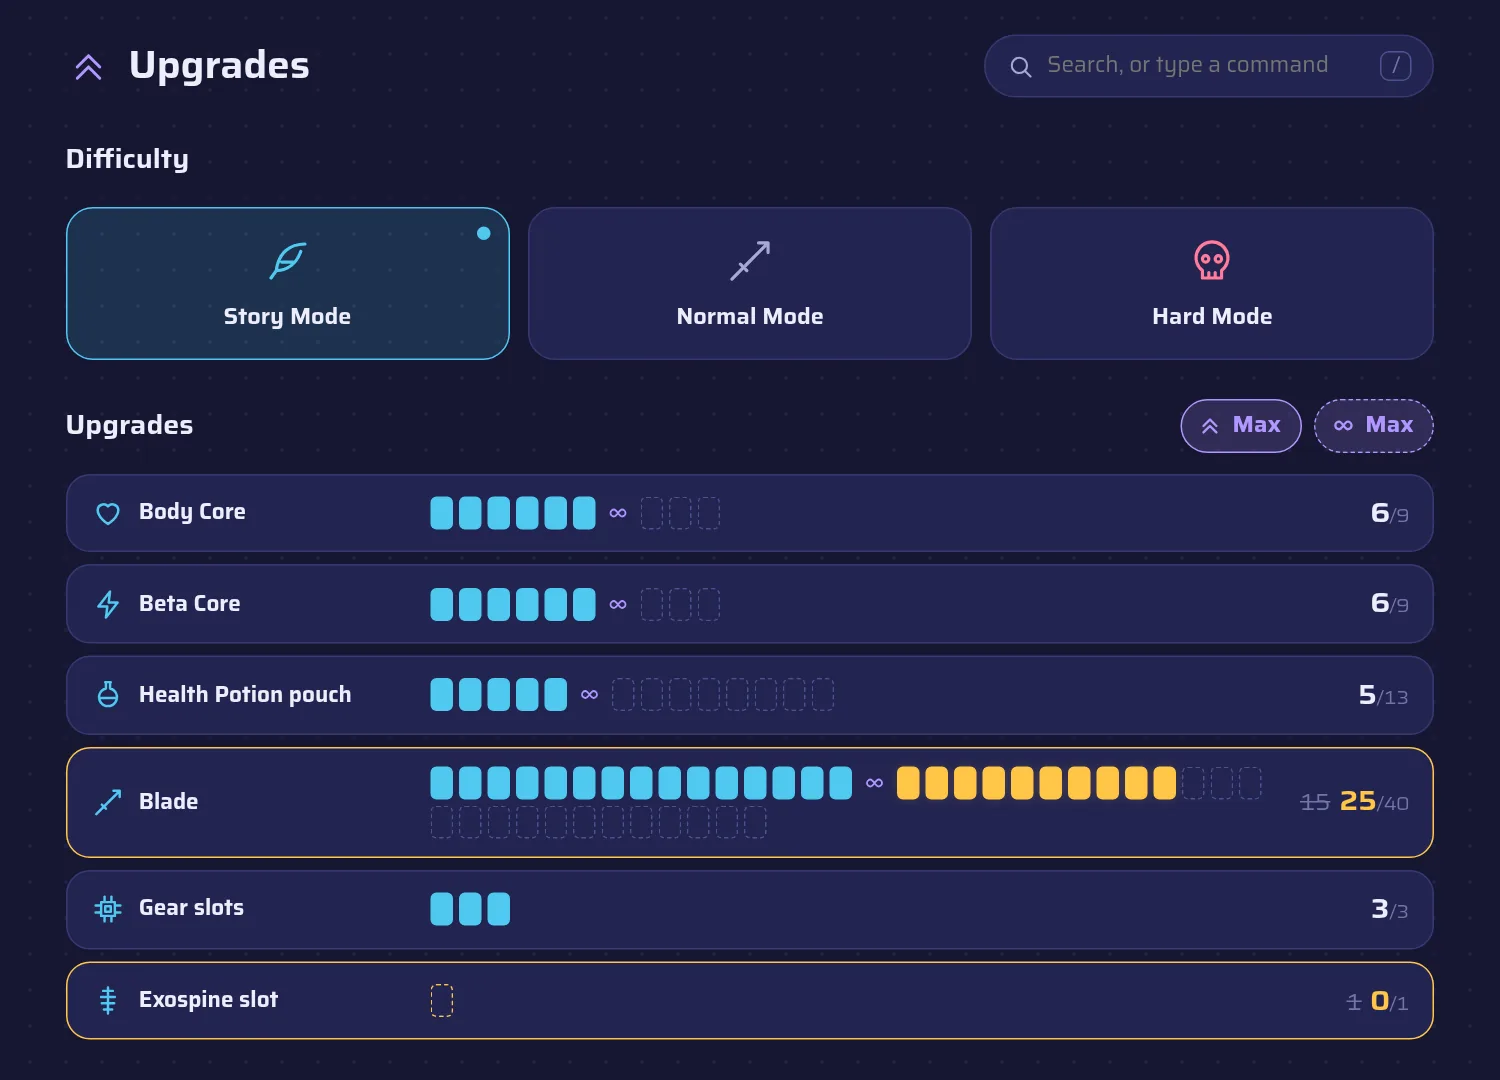 Upgrades
Search, or type a command /
Difficulty
Story Mode
Normal Mode
Hard Mode
Upgrades
Max
∞ Max
Body Core ∞ 6/9
Beta Core ∞ 6/9
Health Potion pouch ∞ 5/13
Blade ∞ 15 25/40
Gear slots 3/3
Exospine slot 1 0/1